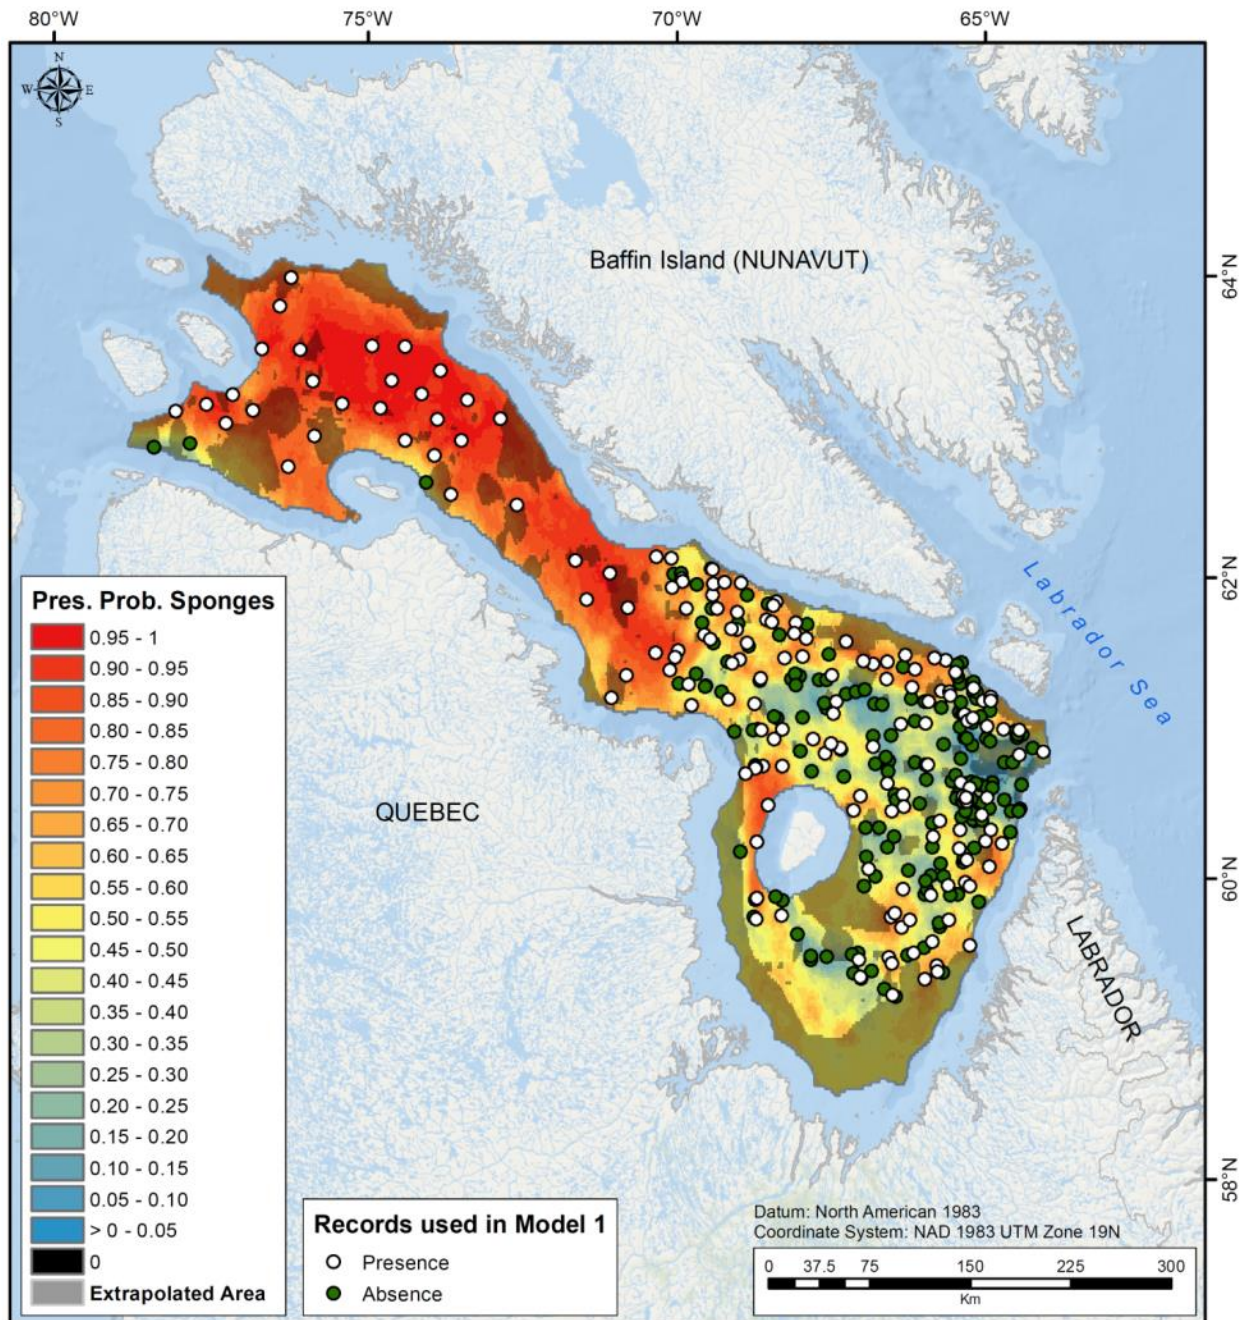 80°W 75°W 70°W 65°W
N
W E
S
64°N
62°N
60°N
58°N
Baffin Island (NUNAVUT)
Labrador Sea
QUEBEC
LABRADOR
Pres. Prob. Sponges
0.95 - 1
0.90 - 0.95
0.85 - 0.90
0.80 - 0.85
0.75 - 0.80
0.70 - 0.75
0.65 - 0.70
0.60 - 0.65
0.55 - 0.60
0.50 - 0.55
0.45 - 0.50
0.40 - 0.45
0.35 - 0.40
0.30 - 0.35
0.25 - 0.30
0.20 - 0.25
0.15 - 0.20
0.10 - 0.15
0.05 - 0.10
> 0 - 0.05
0
Extrapolated Area
Records used in Model 1
Presence
Absence
Datum: North American 1983
Coordinate System: NAD 1983 UTM Zone 19N
0 37.5 75 150 225 300
Km